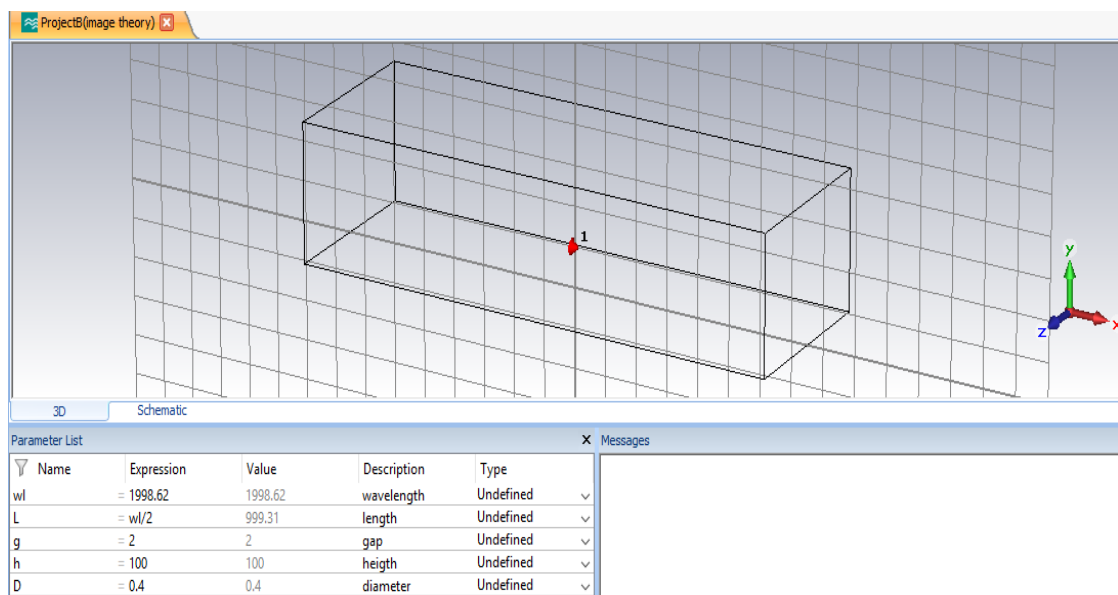 ProjectB(image theory)
1
y
x
z
3D Schematic
Parameter List X Messages
Name Expression Value Description Type
wl = 1998.62 1998.62 wavelength Undefined
L = wl/2 999.31 length Undefined
g = 2 2 gap Undefined
h = 100 100 heigth Undefined
D = 0.4 0.4 diameter Undefined